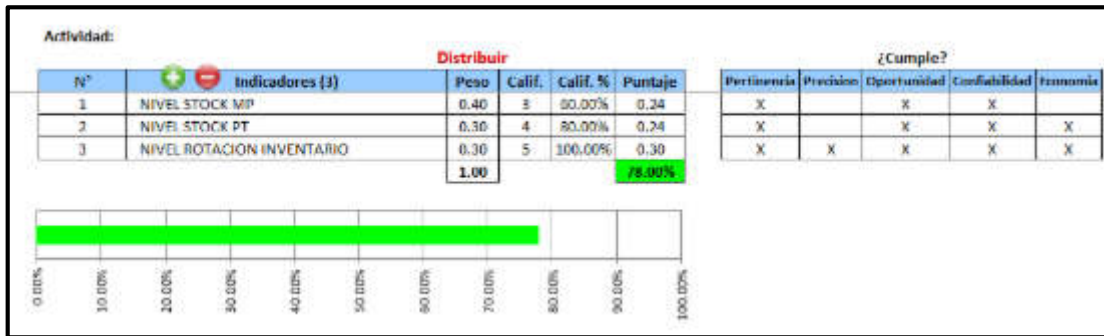 Actividad:
Distribuir ¿Cumple?
N° Indicadores (3) Peso Calif. Calif. % Puntaje Pertinencia Precision Oportunidad Confiabilidad Economia
1 NIVEL STOCK MP 0.40 3 60.00% 0.24 X X X
2 NIVEL STOCK PT 0.30 4 80.00% 0.24 X X X X
3 NIVEL ROTACION INVENTARIO 0.30 5 100.00% 0.30 X X X X X
1.00 78.00%
0.00% 10.00% 20.00% 30.00% 40.00% 50.00% 60.00% 70.00% 80.00% 90.00% 100.00%